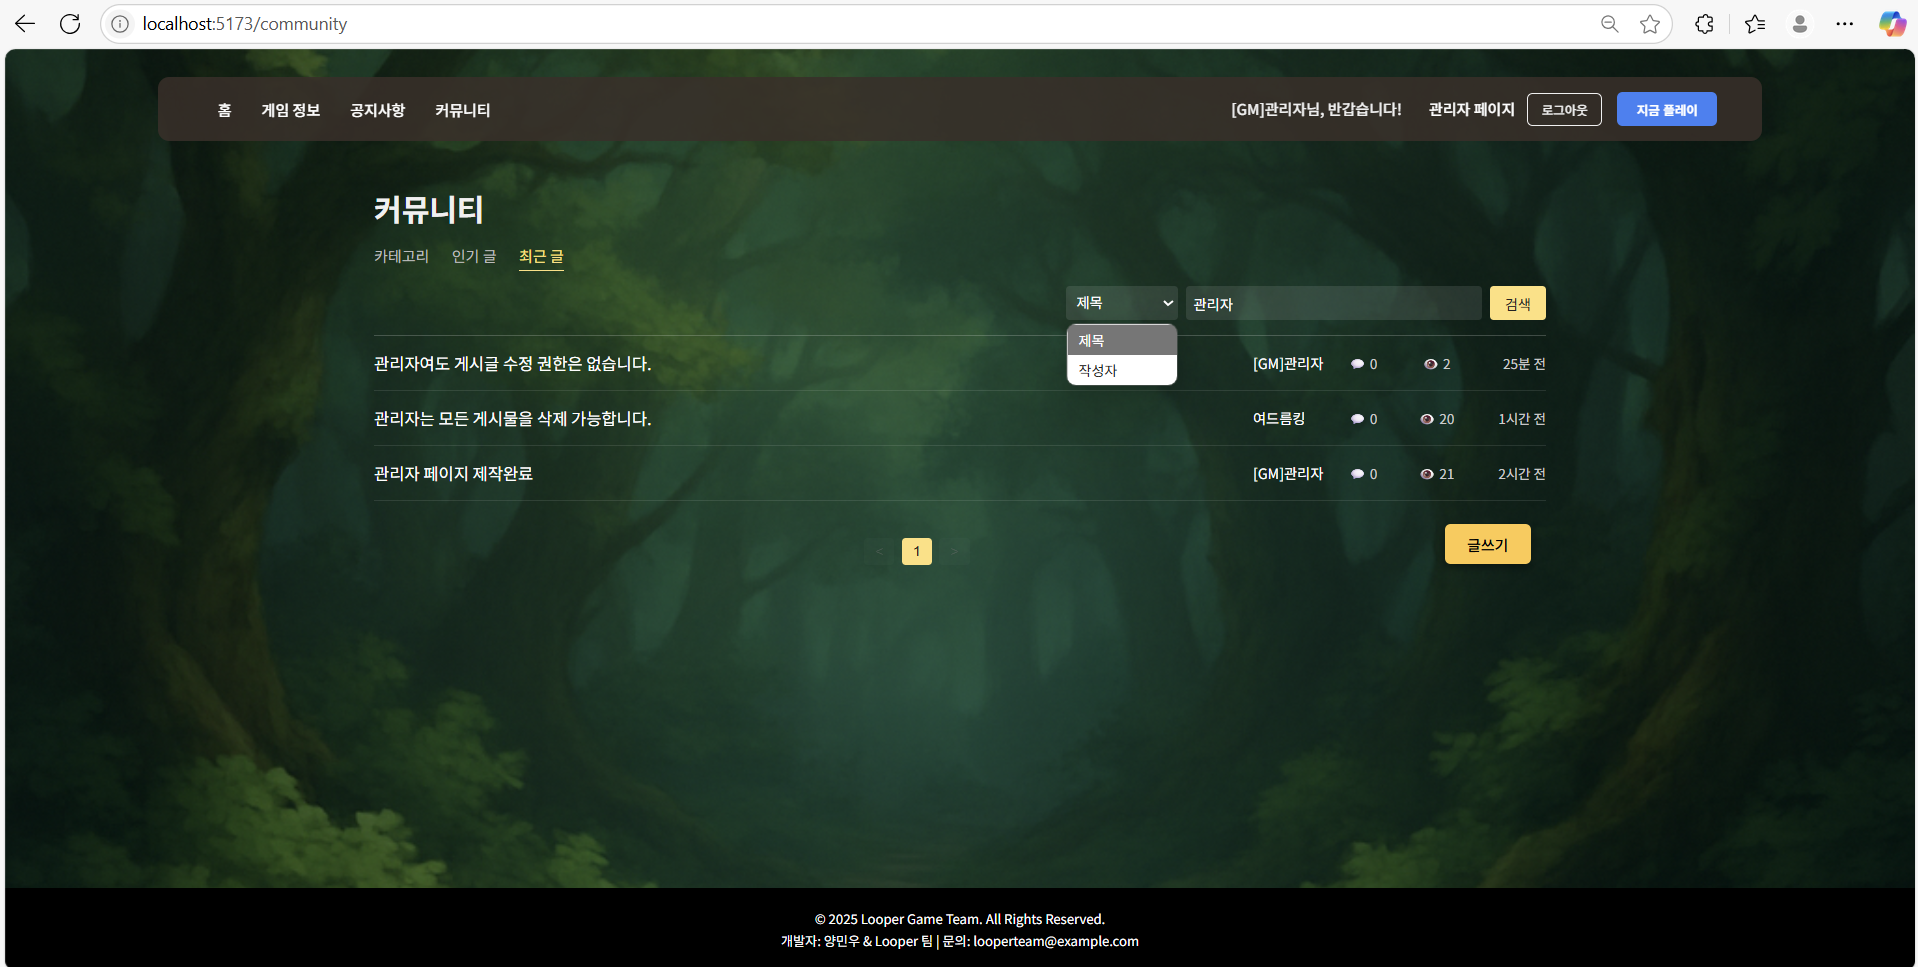 localhost:5173/community
홈 게임 정보 공지사항 커뮤니티 [GM]관리자님, 반갑습니다! 관리자 페이지 로그아웃 지금 플레이
커뮤니티
카테고리 인기 글 최근 글
제목 관리자 검색
제목
작성자
관리자여도 게시글 수정 권한은 없습니다. [GM]관리자 0 2 25분 전
관리자는 모든 게시물을 삭제 가능합니다. 여드름킹 0 20 1시간 전
관리자 페이지 제작완료 [GM]관리자 0 21 2시간 전
< 1 >
글쓰기
© 2025 Looper Game Team. All Rights Reserved.
개발자: 양민우 & Looper 팀 | 문의: looperteam@example.com